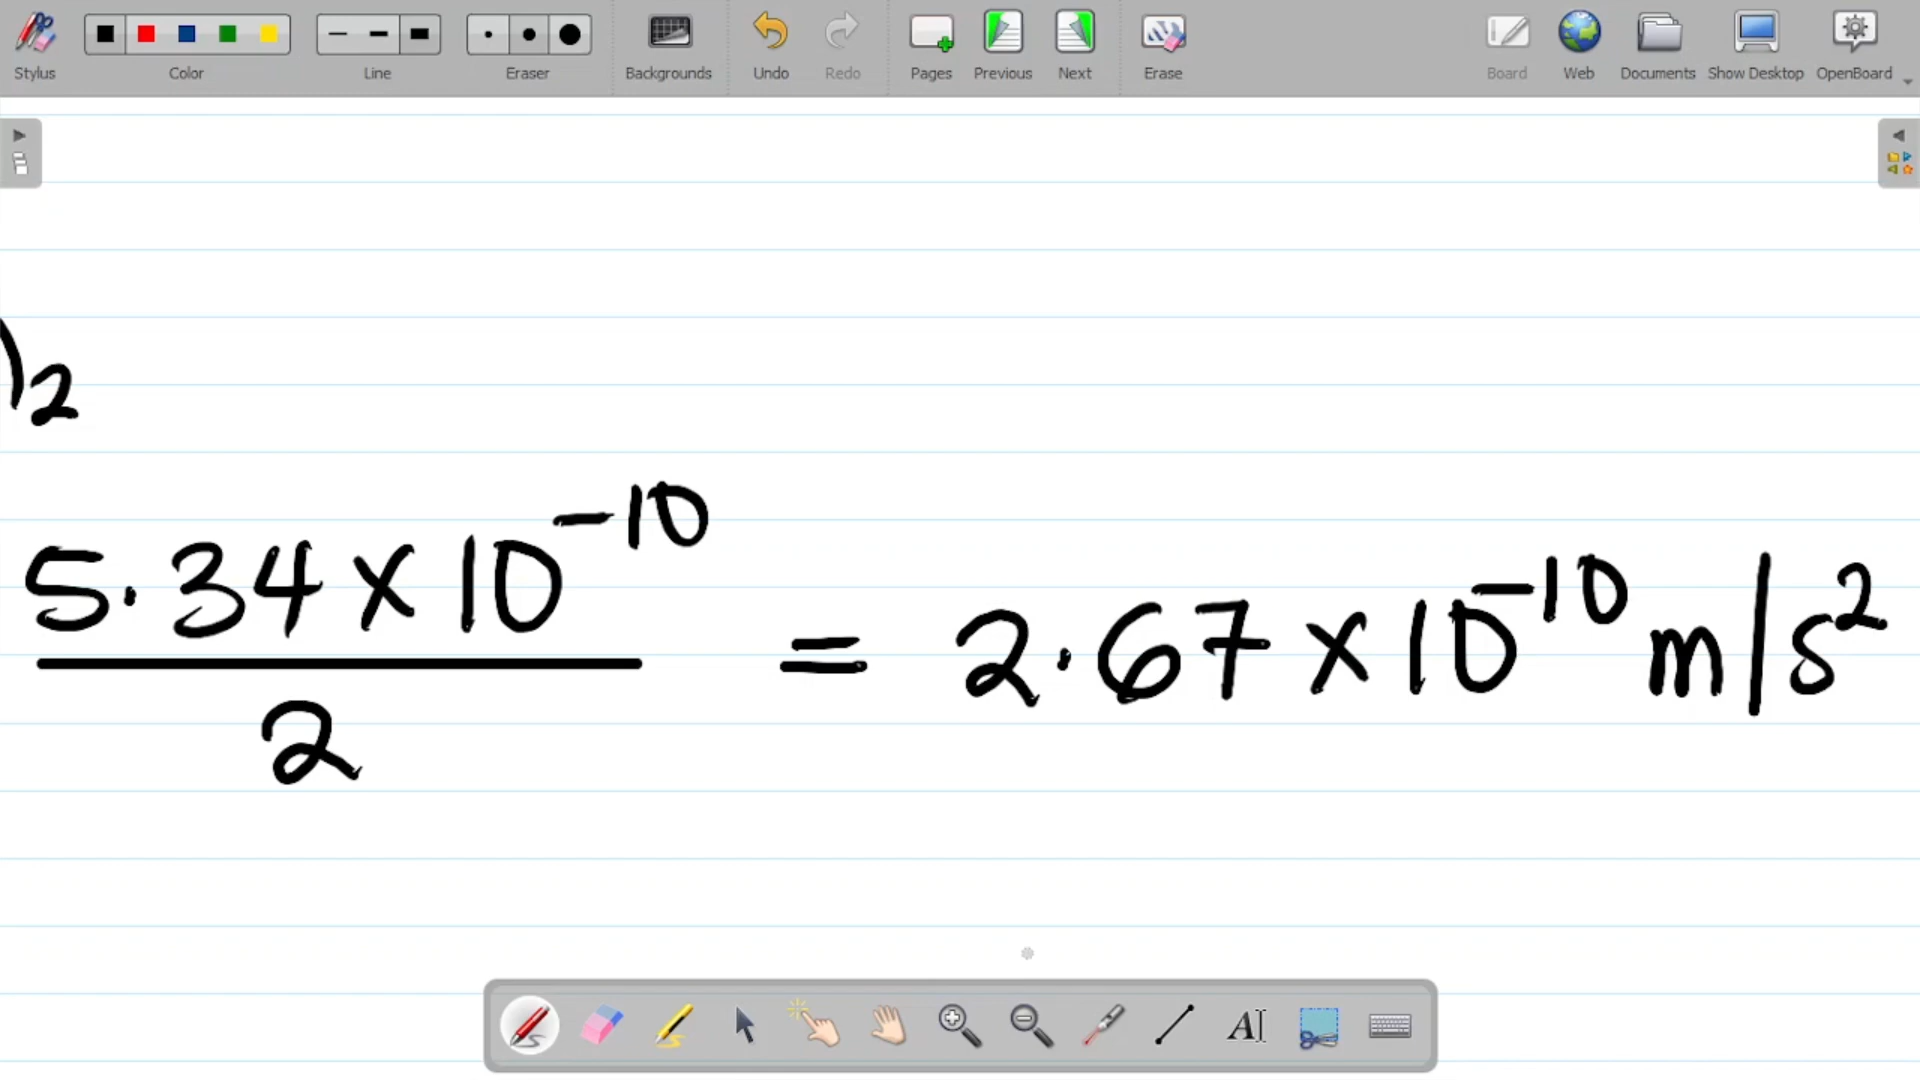 Stylus Color Line Eraser Backgrounds Undo Redo Pages Previous Next Erase Board Web Documents Show Desktop OpenBoard
2
5.34 x 10^-10
= 2.67 x 10^-10 m/s^2
2
A